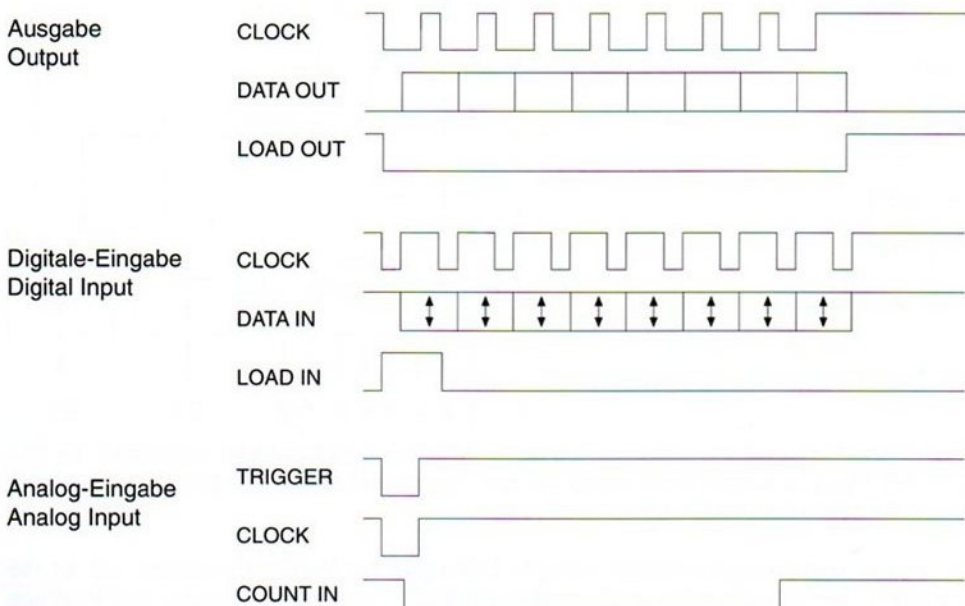 Ausgabe
Output
CLOCK
DATA OUT
LOAD OUT
Digitale-Eingabe
Digital Input
CLOCK
DATA IN
LOAD IN
Analog-Eingabe
Analog Input
TRIGGER
CLOCK
COUNT IN